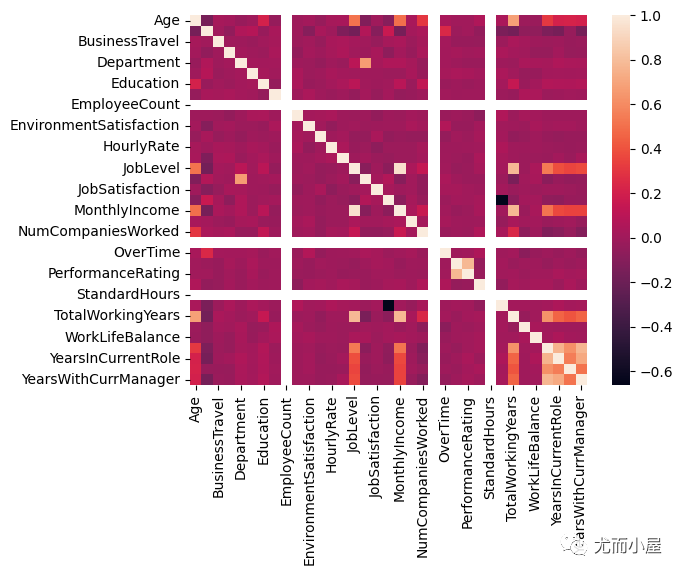 Age
BusinessTravel
Department
Education
EmployeeCount
EnvironmentSatisfaction
HourlyRate
JobLevel
JobSatisfaction
MonthlyIncome
NumCompaniesWorked
OverTime
PerformanceRating
StandardHours
TotalWorkingYears
WorkLifeBalance
YearsInCurrentRole
YearsWithCurrManager
1.0
0.8
0.6
0.4
0.2
0.0
−0.2
−0.4
−0.6
Age
BusinessTravel
Department
Education
EmployeeCount
EnvironmentSatisfaction
HourlyRate
JobLevel
JobSatisfaction
MonthlyIncome
NumCompaniesWorked
OverTime
PerformanceRating
StandardHours
TotalWorkingYears
WorkLifeBalance
YearsInCurrentRole
earsWithCurrManager
尤而小屋